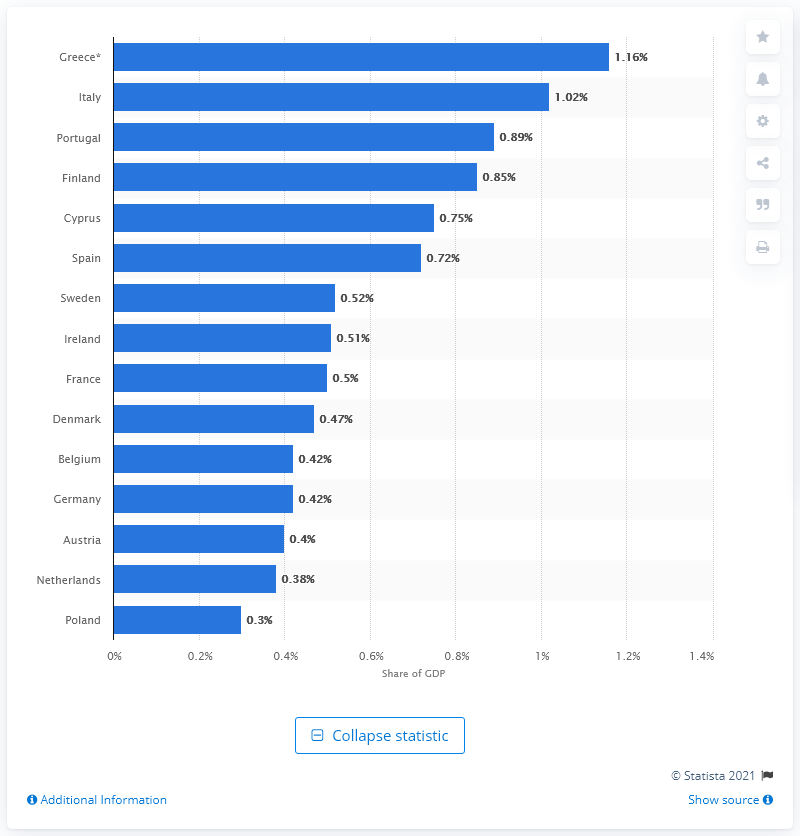 Greece* 1.16%
Italy 1.02%
Portugal 0.89%
Finland 0.85%
Cyprus 0.75%
Spain 0.72%
Sweden 0.52%
Ireland 0.51%
France 0.5%
Denmark 0.47%
Belgium 0.42%
Germany 0.42%
Austria 0.4%
Netherlands 0.38%
Poland 0.3%
0% 0.2% 0.4% 0.6% 0.8% 1% 1.2% 1.4%
Share of GDP
Collapse statistic
© Statista 2021
Additional Information Show source